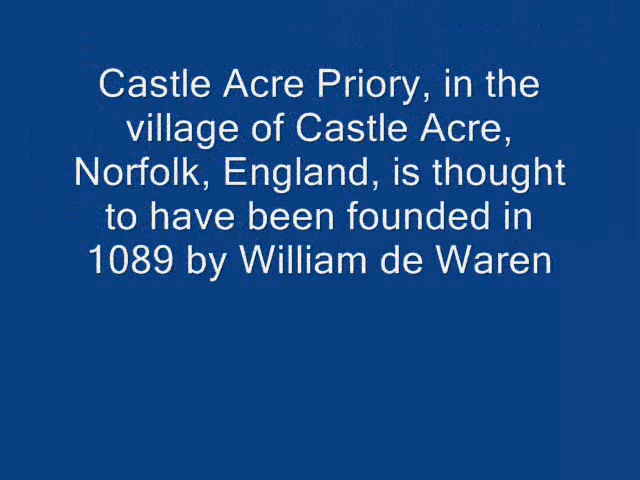 Castle Acre Priory, in the
village of Castle Acre,
Norfolk, England, is thought
to have been founded in
1089 by William de Waren